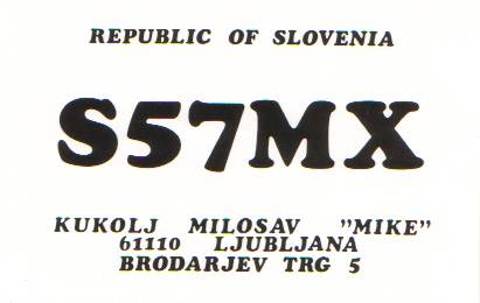 REPUBLIC OF SLOVENIA
S57MX
KUKOLJ MILOSAV "MIKE"
61110 LJUBLJANA
BRODARJEV TRG 5